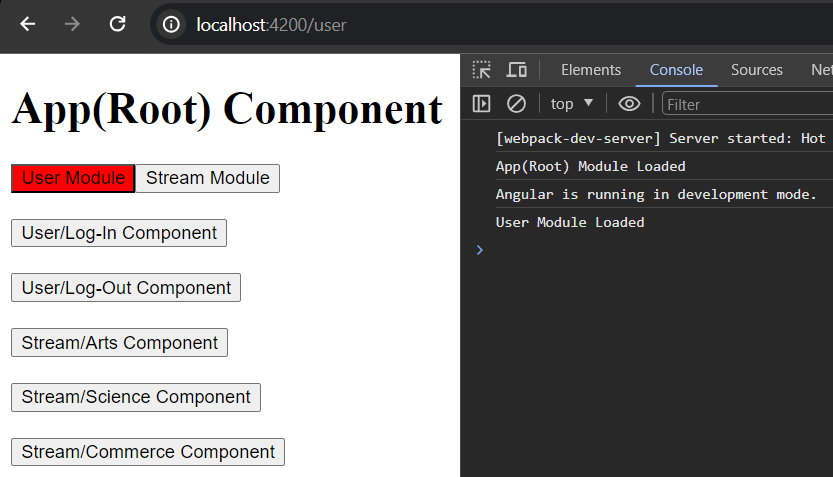 localhost:4200/user
App(Root) Component
User Module Stream Module
User/Log-In Component
User/Log-Out Component
Stream/Arts Component
Stream/Science Component
Stream/Commerce Component
Elements Console Sources Net
top Filter
[webpack-dev-server] Server started: Hot
App(Root) Module Loaded
Angular is running in development mode.
User Module Loaded